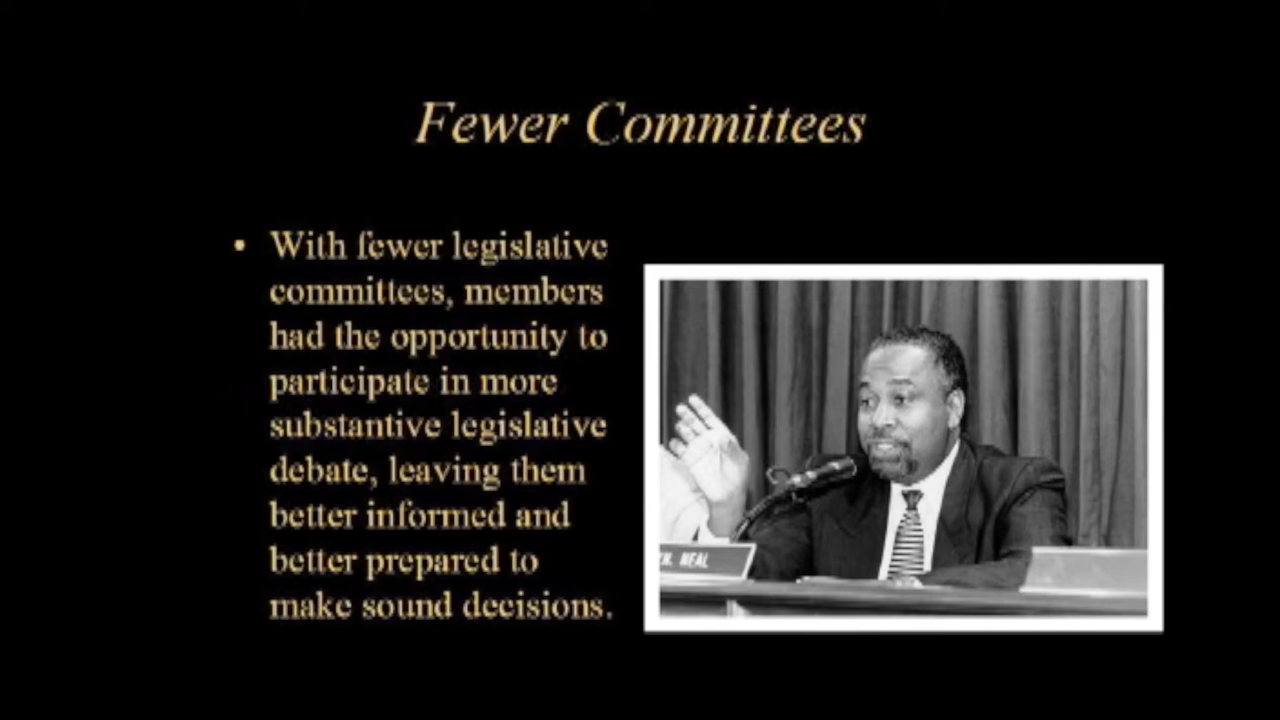 Fewer Committees
• With fewer legislative
committees, members
had the opportunity to
participate in more
substantive legislative
debate, leaving them
better informed and
better prepared to
make sound decisions.
NEAL